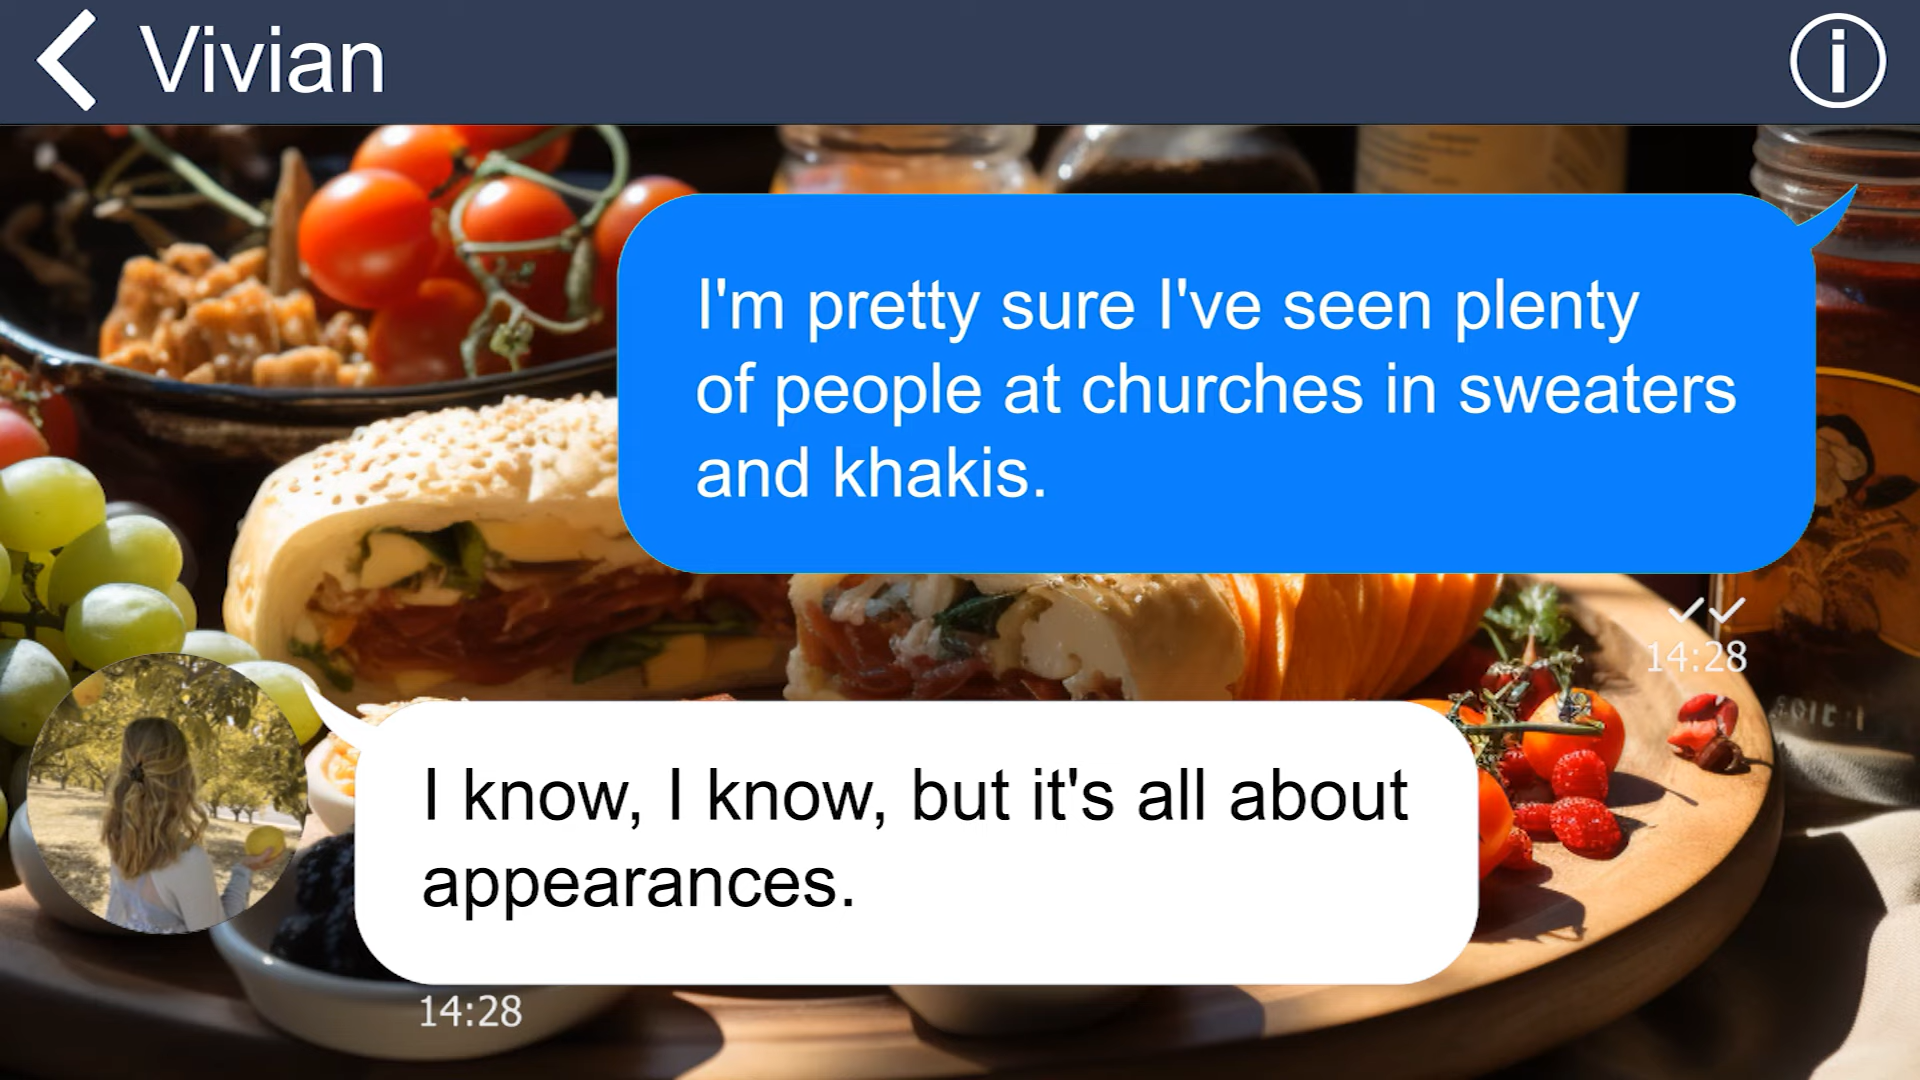 Vivian
I'm pretty sure I've seen plenty
of people at churches in sweaters
and khakis.
14:28
I know, I know, but it's all about
appearances.
14:28